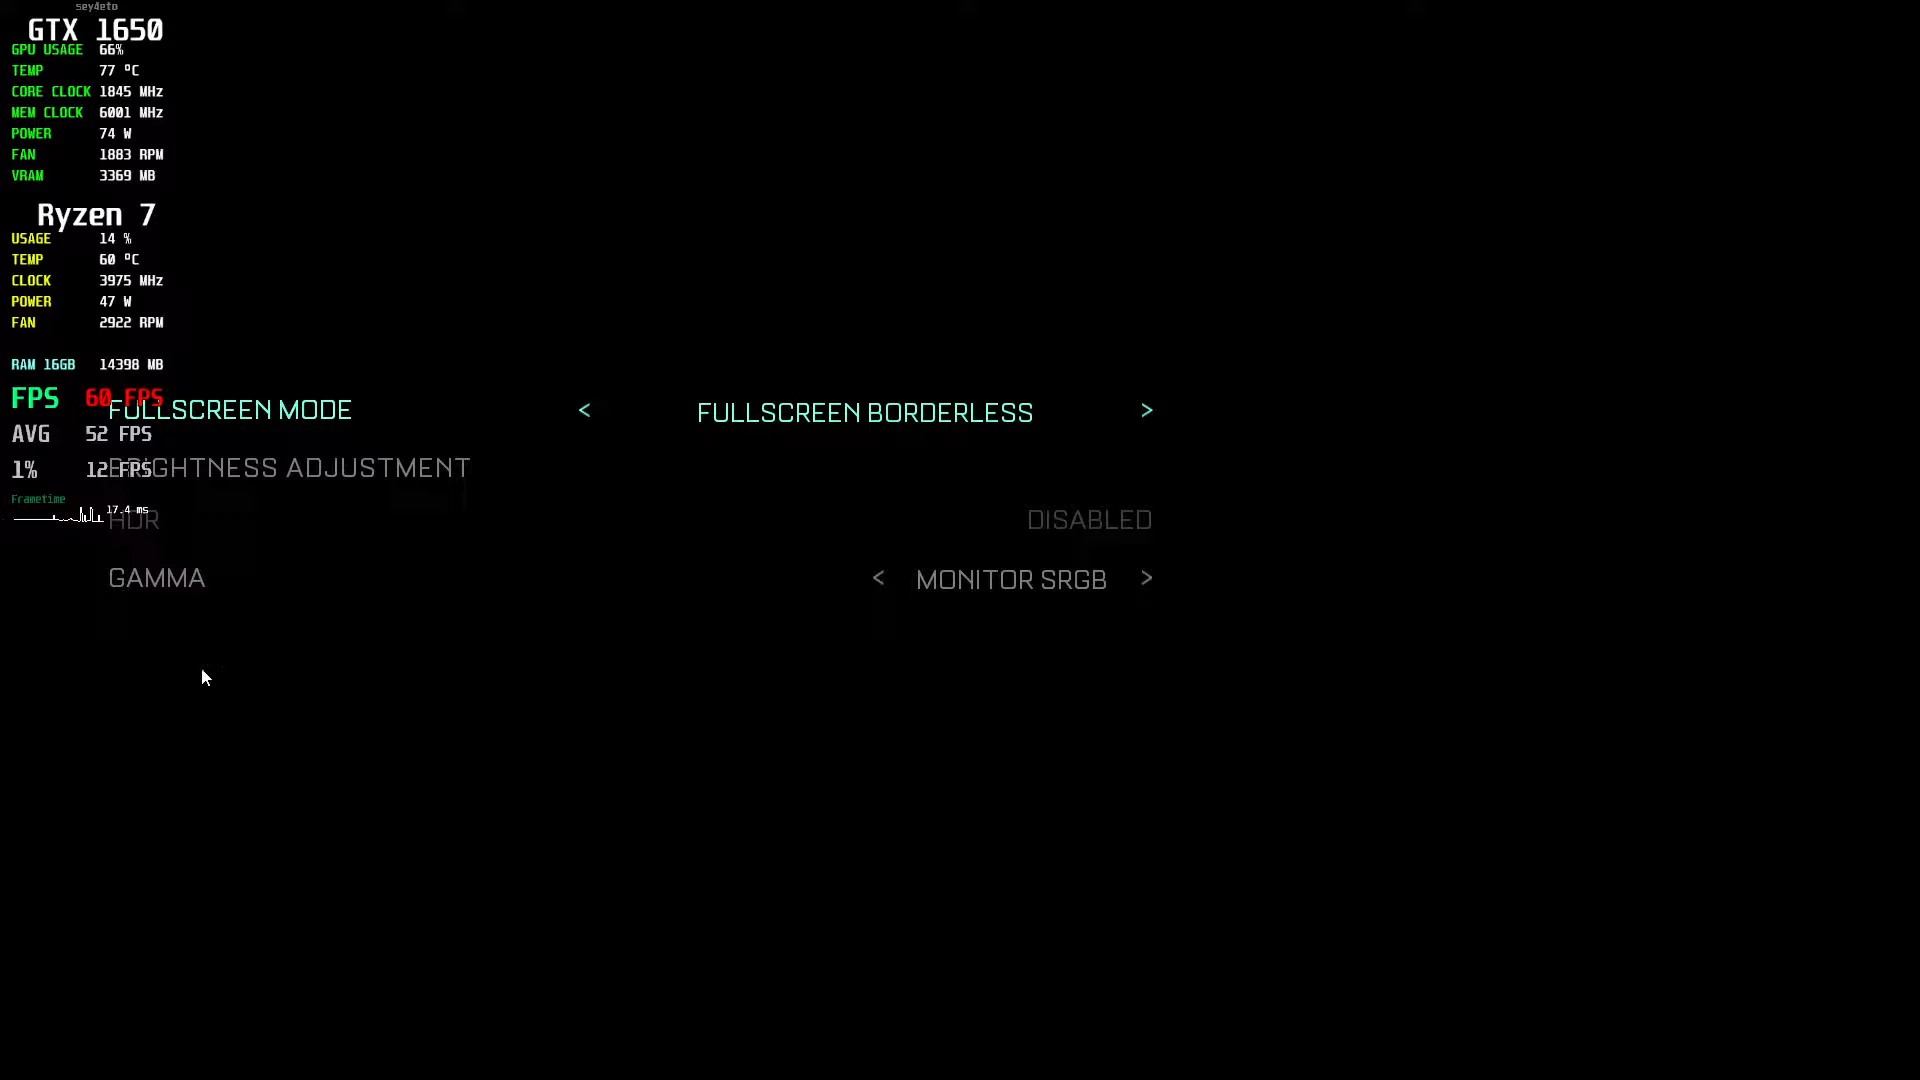 sey4eto
GTX 1650
GPU USAGE 66%
TEMP 77 °C
CORE CLOCK 1845 MHz
MEM CLOCK 6001 MHz
POWER 74 W
FAN 1883 RPM
VRAM 3369 MB
Ryzen 7
USAGE 14 %
TEMP 60 °C
CLOCK 3975 MHz
POWER 47 W
FAN 2922 RPM
RAM 16GB 14398 MB
FPS 60 FPS
FULLSCREEN MODE < FULLSCREEN BORDERLESS >
AVG 52 FPS
1% 12 FPS
BRIGHTNESS ADJUSTMENT
Frametime
17.4 ms
HDR DISABLED
GAMMA < MONITOR SRGB >